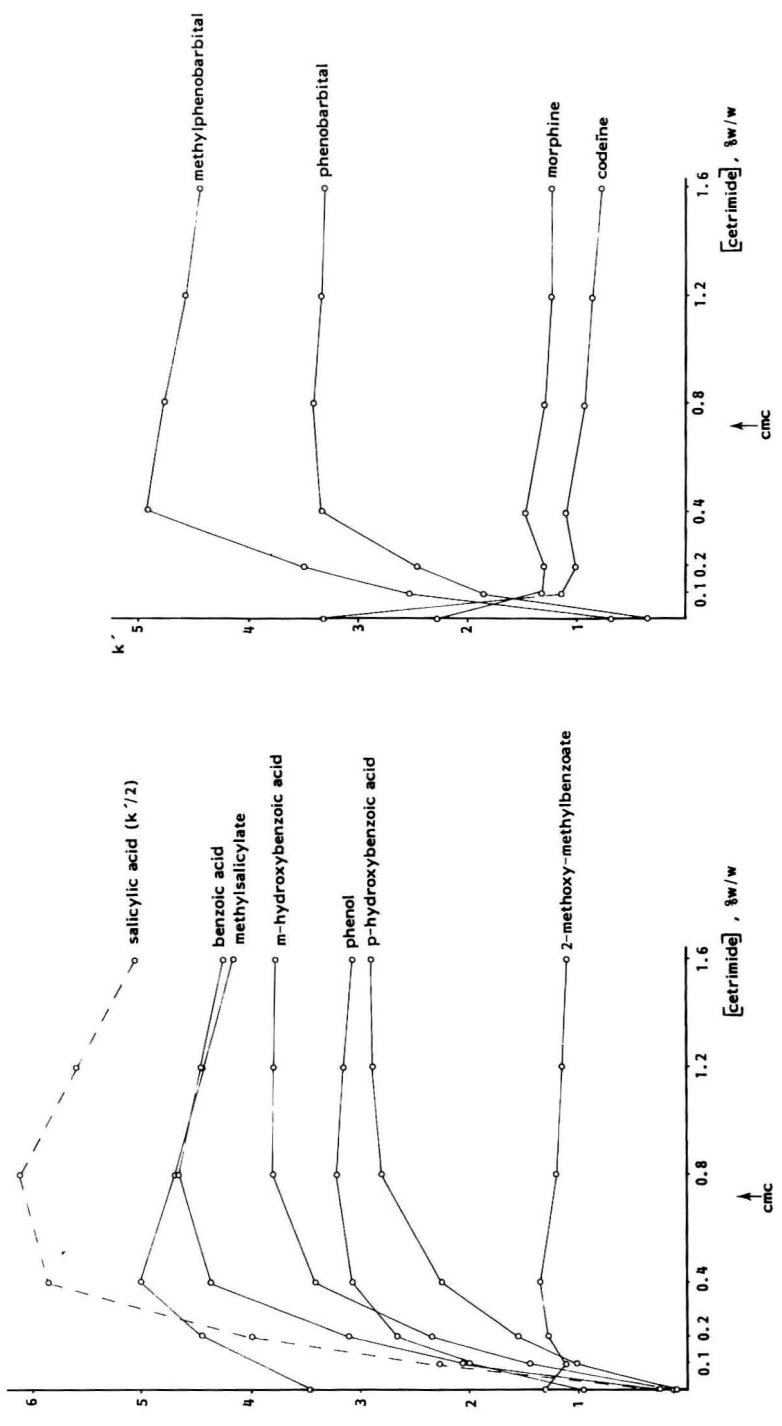 6
5
4
3
2
1
salicylic acid (k´/2)
benzoic acid
methylsalicylate
m-hydroxybenzoic acid
phenol
p-hydroxybenzoic acid
2-methoxy-methylbenzoate
0.1 0.2 0.4 0.8 1.2 1.6
cmc
[cetrimide] , %w/w
k´
5
4
3
2
1
methylphenobarbital
phenobarbital
morphine
codeïne
0.1 0.2 0.4 0.8 1.2 1.6
cmc
[cetrimide] , %w/w